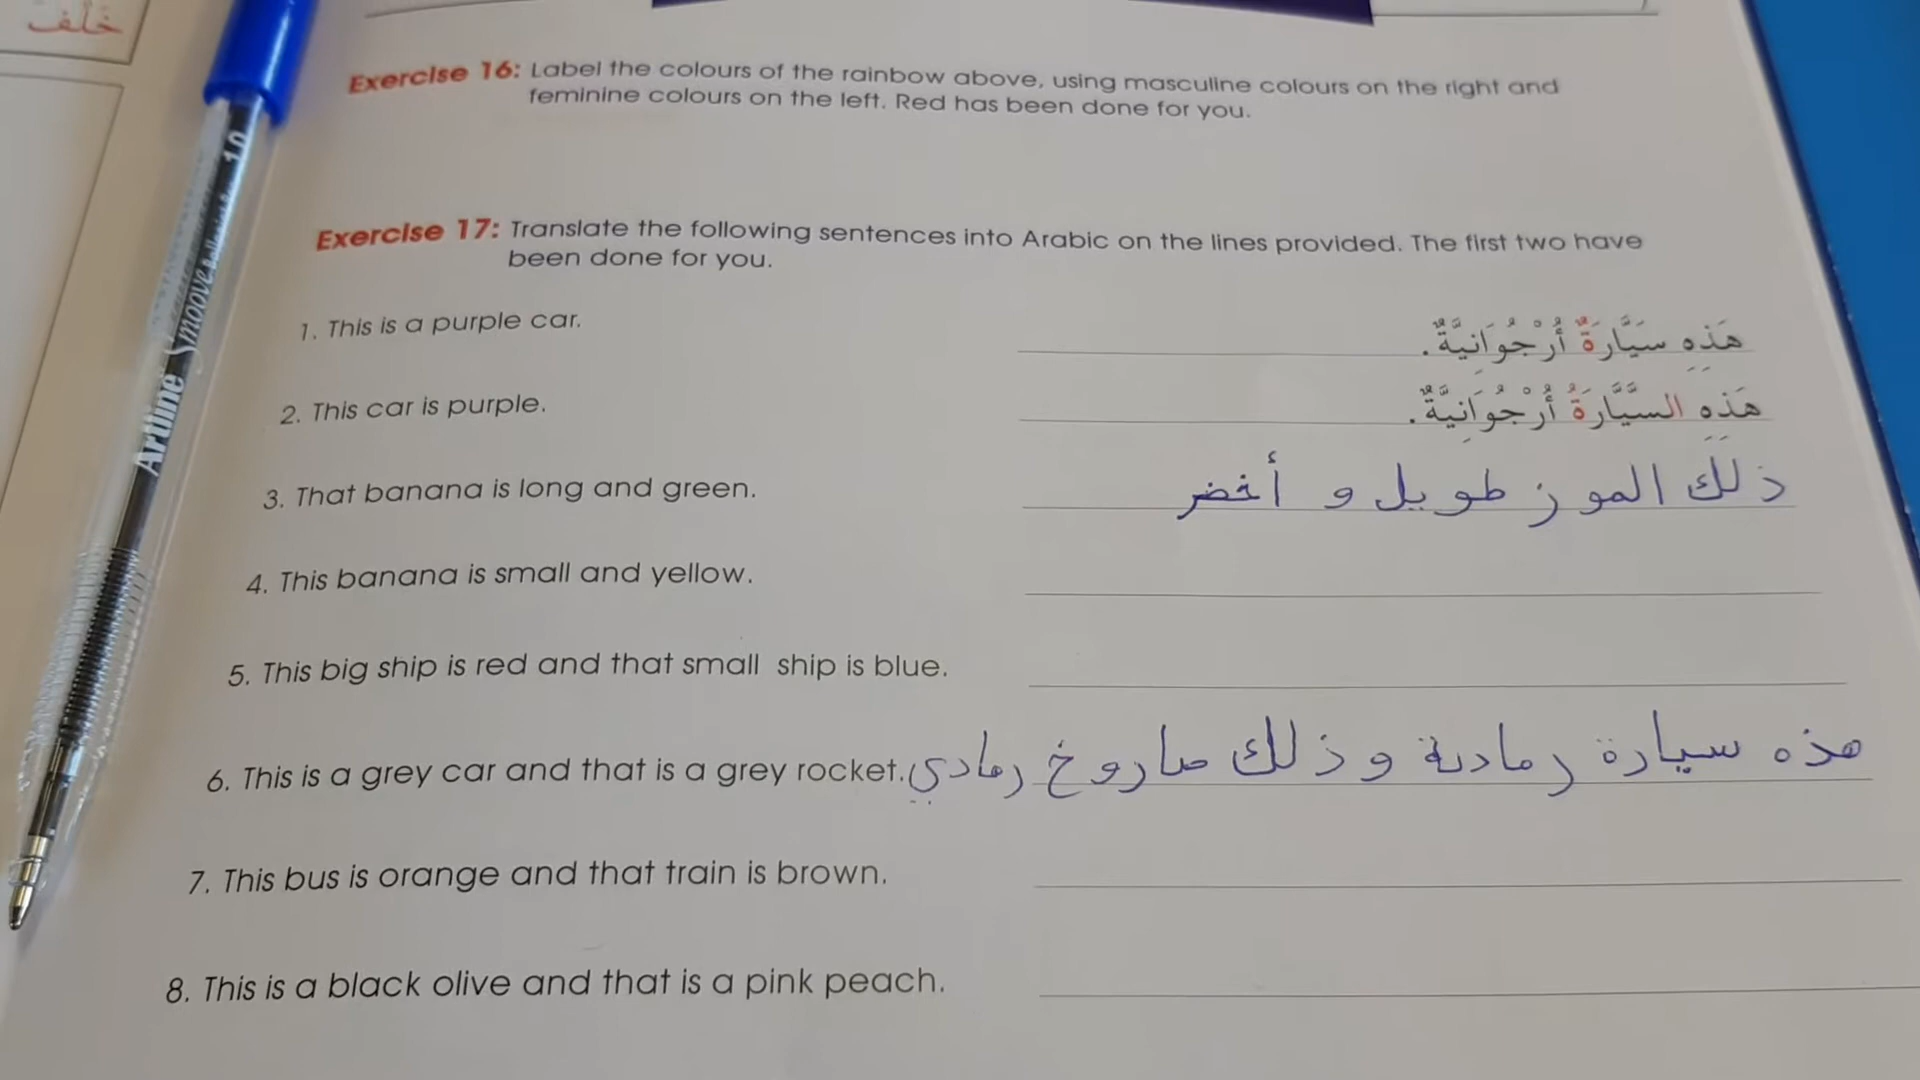 خَلْفَ
Exercise 16: Label the colours of the rainbow above, using masculine colours on the right and
feminine colours on the left. Red has been done for you.
Exercise 17: Translate the following sentences into Arabic on the lines provided. The first two have
been done for you.
1. This is a purple car.
هَذِهِ سَيَّارَةٌ أُرْجُوَانِيَّةٌ.
2. This car is purple.
هَذِهِ السَّيَّارَةُ أُرْجُوَانِيَّةٌ.
3. That banana is long and green.
ذلك الموز طويل و أخضر
4. This banana is small and yellow.
5. This big ship is red and that small ship is blue.
6. This is a grey car and that is a grey rocket.
هذه سيارة رمادية وذلك صاروخ رمادي
7. This bus is orange and that train is brown.
8. This is a black olive and that is a pink peach.
Artline Smoove 1.0